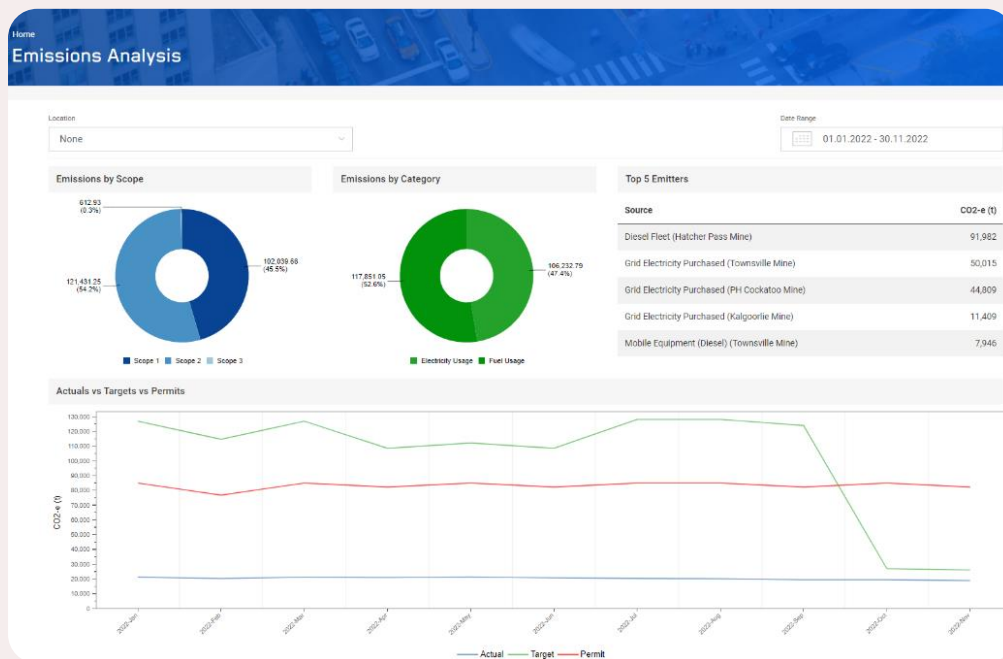 Home
Emissions Analysis
Location
Date Range
None
01.01.2022 - 30.11.2022
Emissions by Scope
Emissions by Category
Top 5 Emitters
612.93
(0.3%)
102,039.66
(45.5%)
121,431.25
(54.2%)
Scope 1 Scope 2 Scope 3
106,232.79
(47.4%)
117,851.05
(52.6%)
Electricity Usage Fuel Usage
Source CO2-e (t)
Diesel Fleet (Hatcher Pass Mine) 91,982
Grid Electricity Purchased (Townsville Mine) 50,015
Grid Electricity Purchased (PH Cockatoo Mine) 44,809
Grid Electricity Purchased (Kalgoorlie Mine) 11,409
Mobile Equipment (Diesel) (Townsville Mine) 7,946
Actuals vs Targets vs Permits
CO2-e (t)
130,000
120,000
110,000
100,000
90,000
80,000
70,000
60,000
50,000
40,000
30,000
20,000
10,000
0
2022-Jan
2022-Feb
2022-Mar
2022-Apr
2022-May
2022-Jun
2022-Jul
2022-Aug
2022-Sep
2022-Oct
2022-Nov
Actual Target Permit